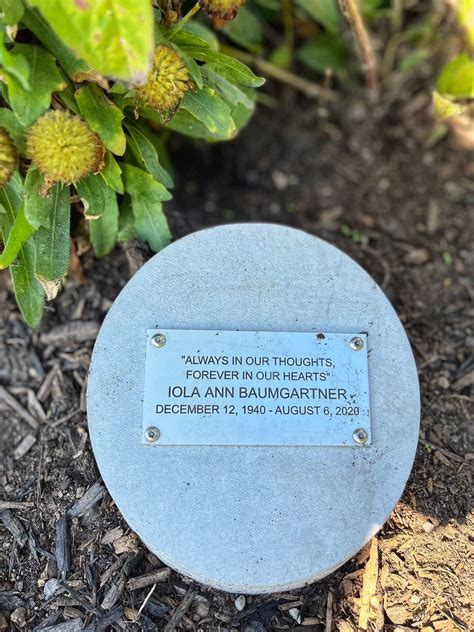 "ALWAYS IN OUR THOUGHTS,
FOREVER IN OUR HEARTS"
IOLA ANN BAUMGARTNER
DECEMBER 12, 1940 - AUGUST 6, 2020